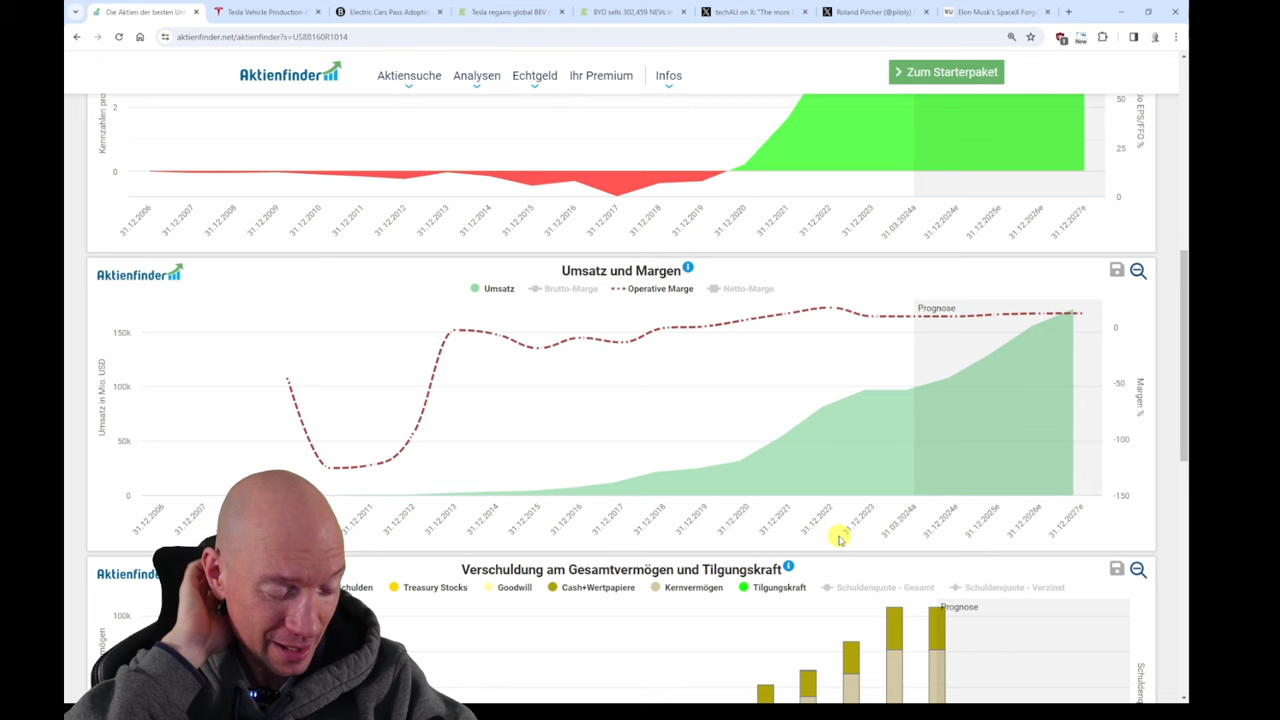 Die Aktien der besten Un
Tesla Vehicle Production
Electric Cars Pass Adopti
Tesla regains global BEV
BYD sells 302,459 NEVs in
techAU on X: "The more
Roland Pircher (@piloly)
Elon Musk's SpaceX Forg
aktienfinder.net/aktienfinder?s=US88160R1014
New
Aktienfinder
Aktiensuche
Analysen
Echtgeld
Ihr Premium
Infos
Zum Starterpaket
Kennzahlen pro
2
0
50
25
0
EPS/FFO %
31.12.2006
31.12.2007
31.12.2008
31.12.2009
31.12.2010
31.12.2011
31.12.2012
31.12.2013
31.12.2014
31.12.2015
31.12.2016
31.12.2017
31.12.2018
31.12.2019
31.12.2020
31.12.2021
31.12.2022
31.12.2023
31.03.2024a
31.12.2024e
31.12.2025e
31.12.2026e
31.12.2027e
Aktienfinder
Umsatz und Margen
Umsatz
Brutto-Marge
Operative Marge
Netto-Marge
Prognose
Umsatz in Mio. USD
150k
100k
50k
0
0
-50
-100
-150
Margen %
31.12.2006
31.12.2007
31.12.2011
31.12.2012
31.12.2013
31.12.2014
31.12.2015
31.12.2016
31.12.2017
31.12.2018
31.12.2019
31.12.2020
31.12.2021
31.12.2022
31.12.2023
31.03.2024a
31.12.2024e
31.12.2025e
31.12.2026e
31.12.2027e
Aktienfin
Verschuldung am Gesamtvermögen und Tilgungskraft
Treasury Stocks
Goodwill
Cash+Wertpapiere
Kernvermögen
Tilgungskraft
Schuldenquote - Gesamt
Schuldenquote - Verzinst
100k
Prognose